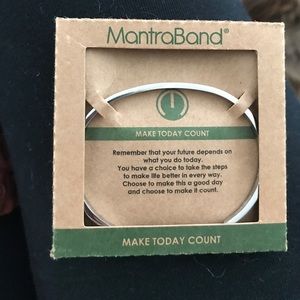 MantraBand®
MAKE TODAY COUNT
Remember that your future depends on
what you do today.
You have a choice to take the steps
to make life better in every way.
Choose to make this a good day
and choose to make it count.
MAKE TODAY COUNT